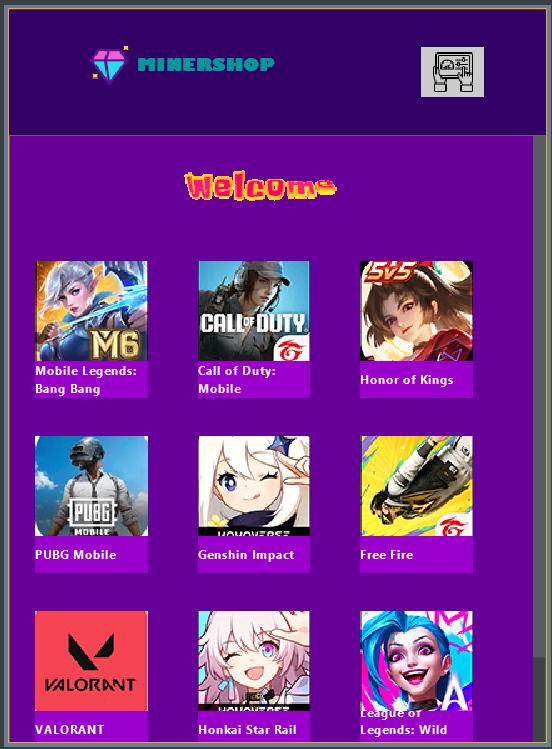 MINERSHOP
Welcome
M6
CALL OF DUTY
5V5
Mobile Legends:
Bang Bang
Call of Duty:
Mobile
Honor of Kings
PUBG
MOBILE
PUBG Mobile
Genshin Impact
Free Fire
VALORANT
VALORANT
Honkai Star Rail
League of
Legends: Wild